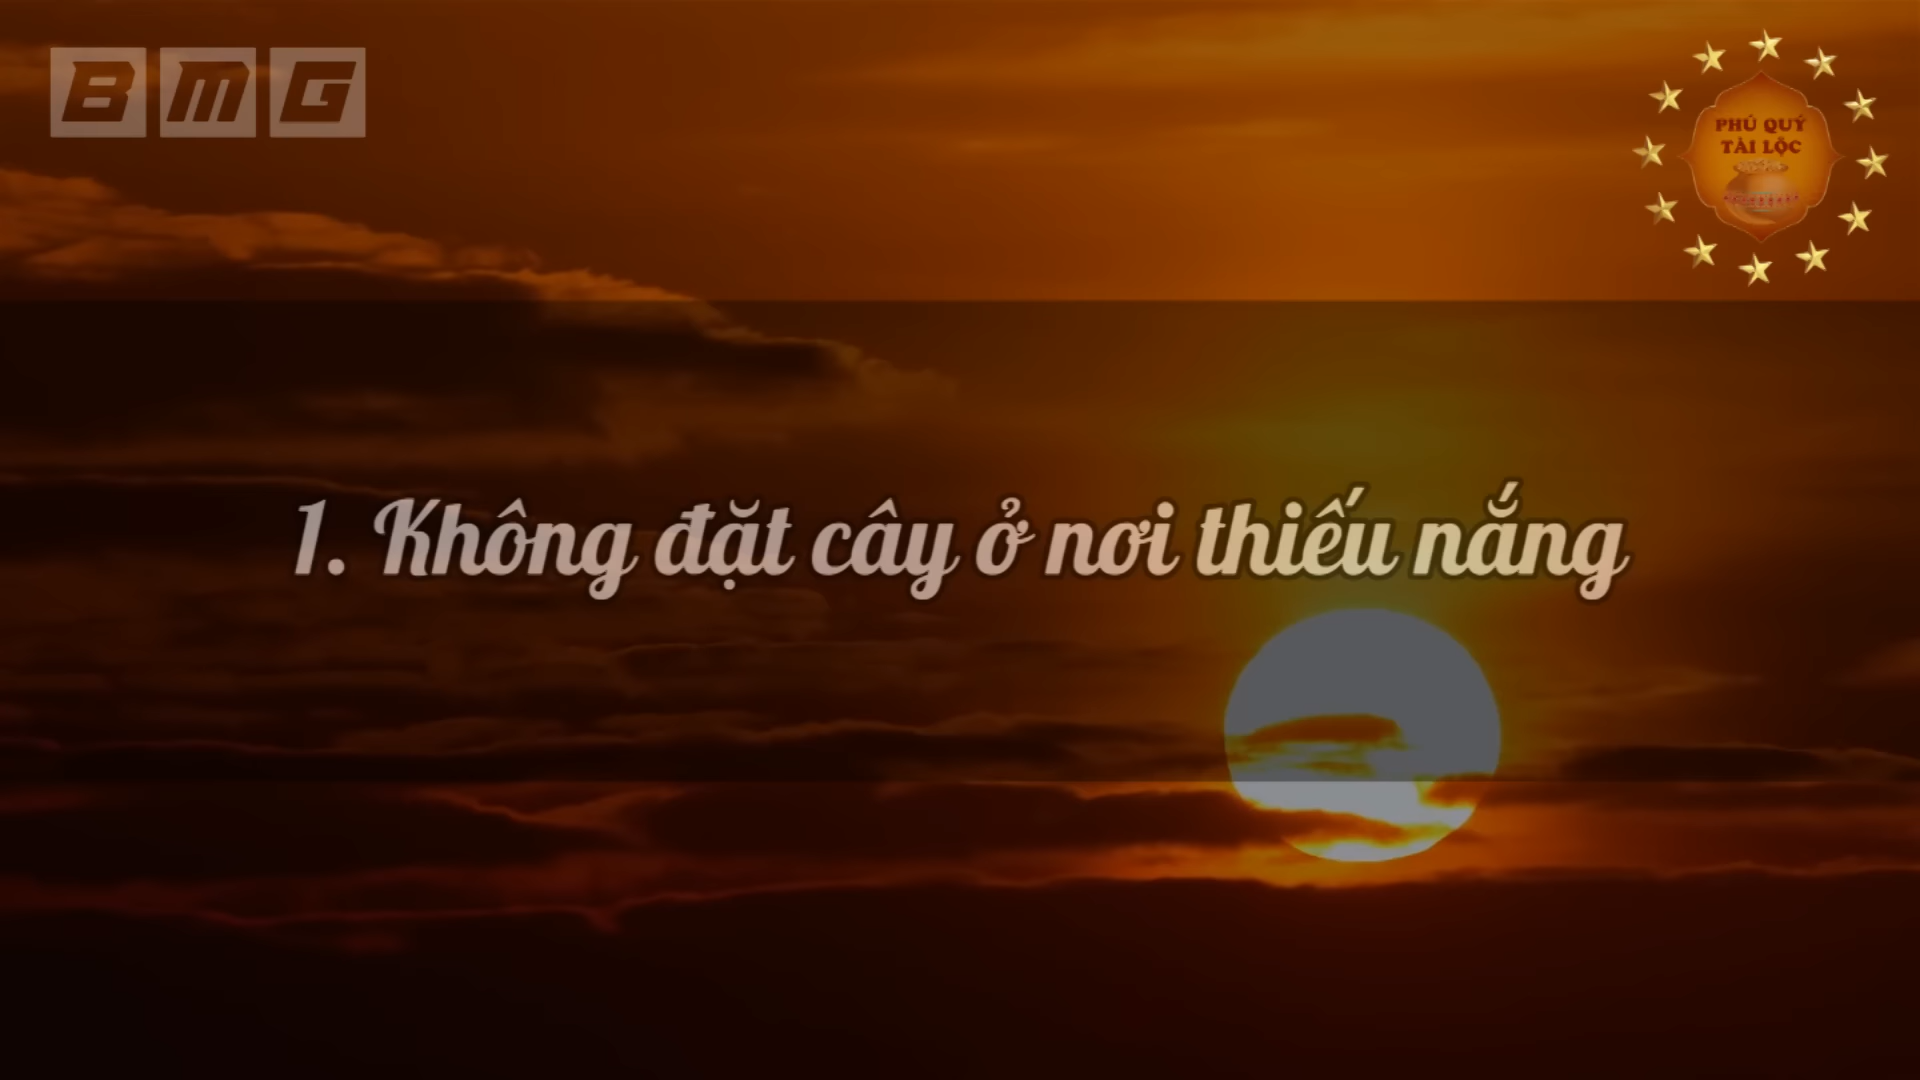 BMG
PHÚ QUÝ
TÀI LỘC
1. Không đặt cây ở nơi thiếu nắng